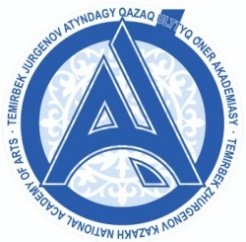 TEMIRBEK JURGENOV ATYNDAGY QAZAQ ULTTYQ ÓNER AKADEMIASY
TEMIRBEK ZHURGENOV KAZAKH NATIONAL ACADEMY OF ARTS